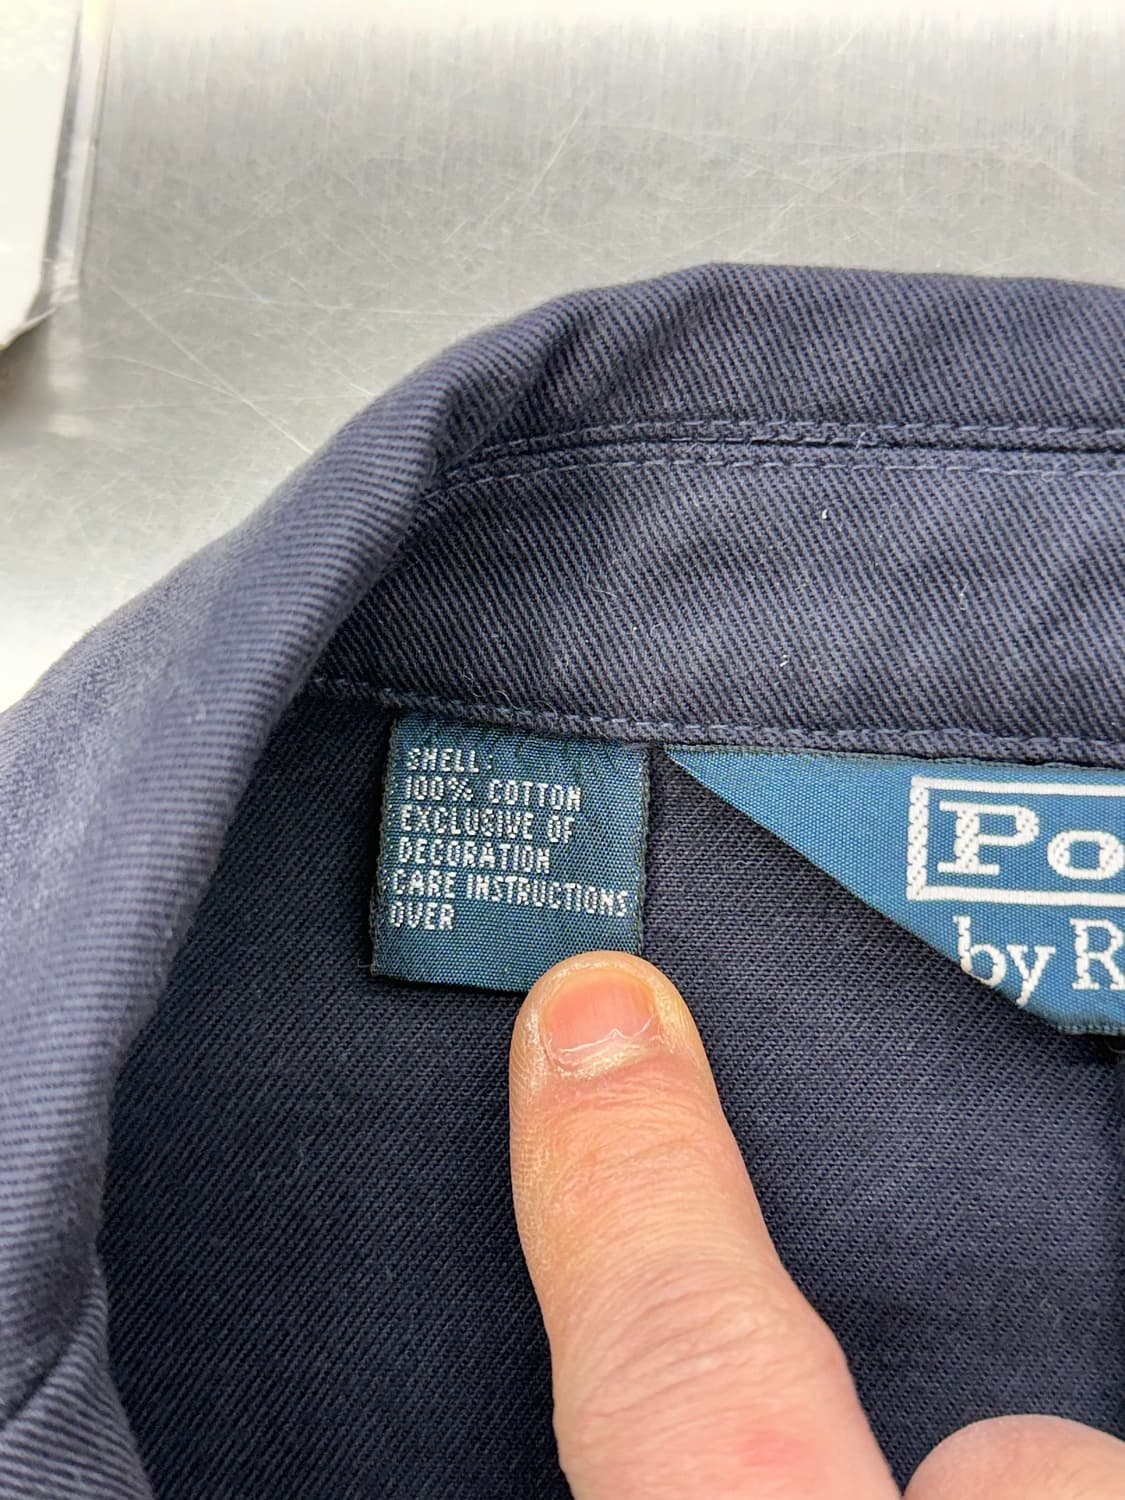 SHELL:
100% COTTON
EXCLUSIVE OF
DECORATION
CARE INSTRUCTIONS
OVER
Po
by R